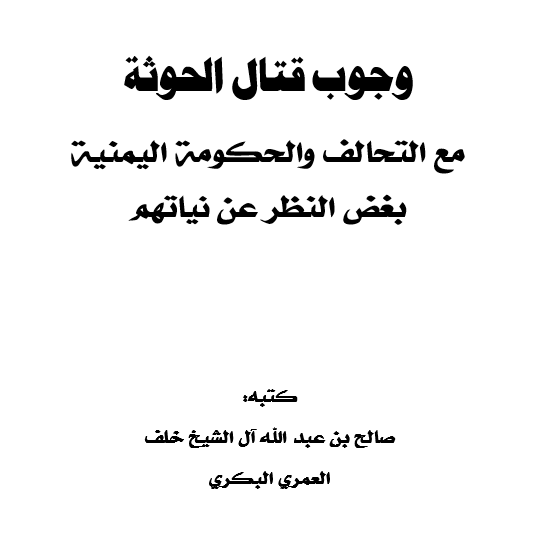 وجوب قتال الحوثة
مع التحالف والحكومة اليمنية
بغض النظر عن نياتهم
كتبه:
صالح بن عبد الله آل الشيخ خلف
العمري البكري